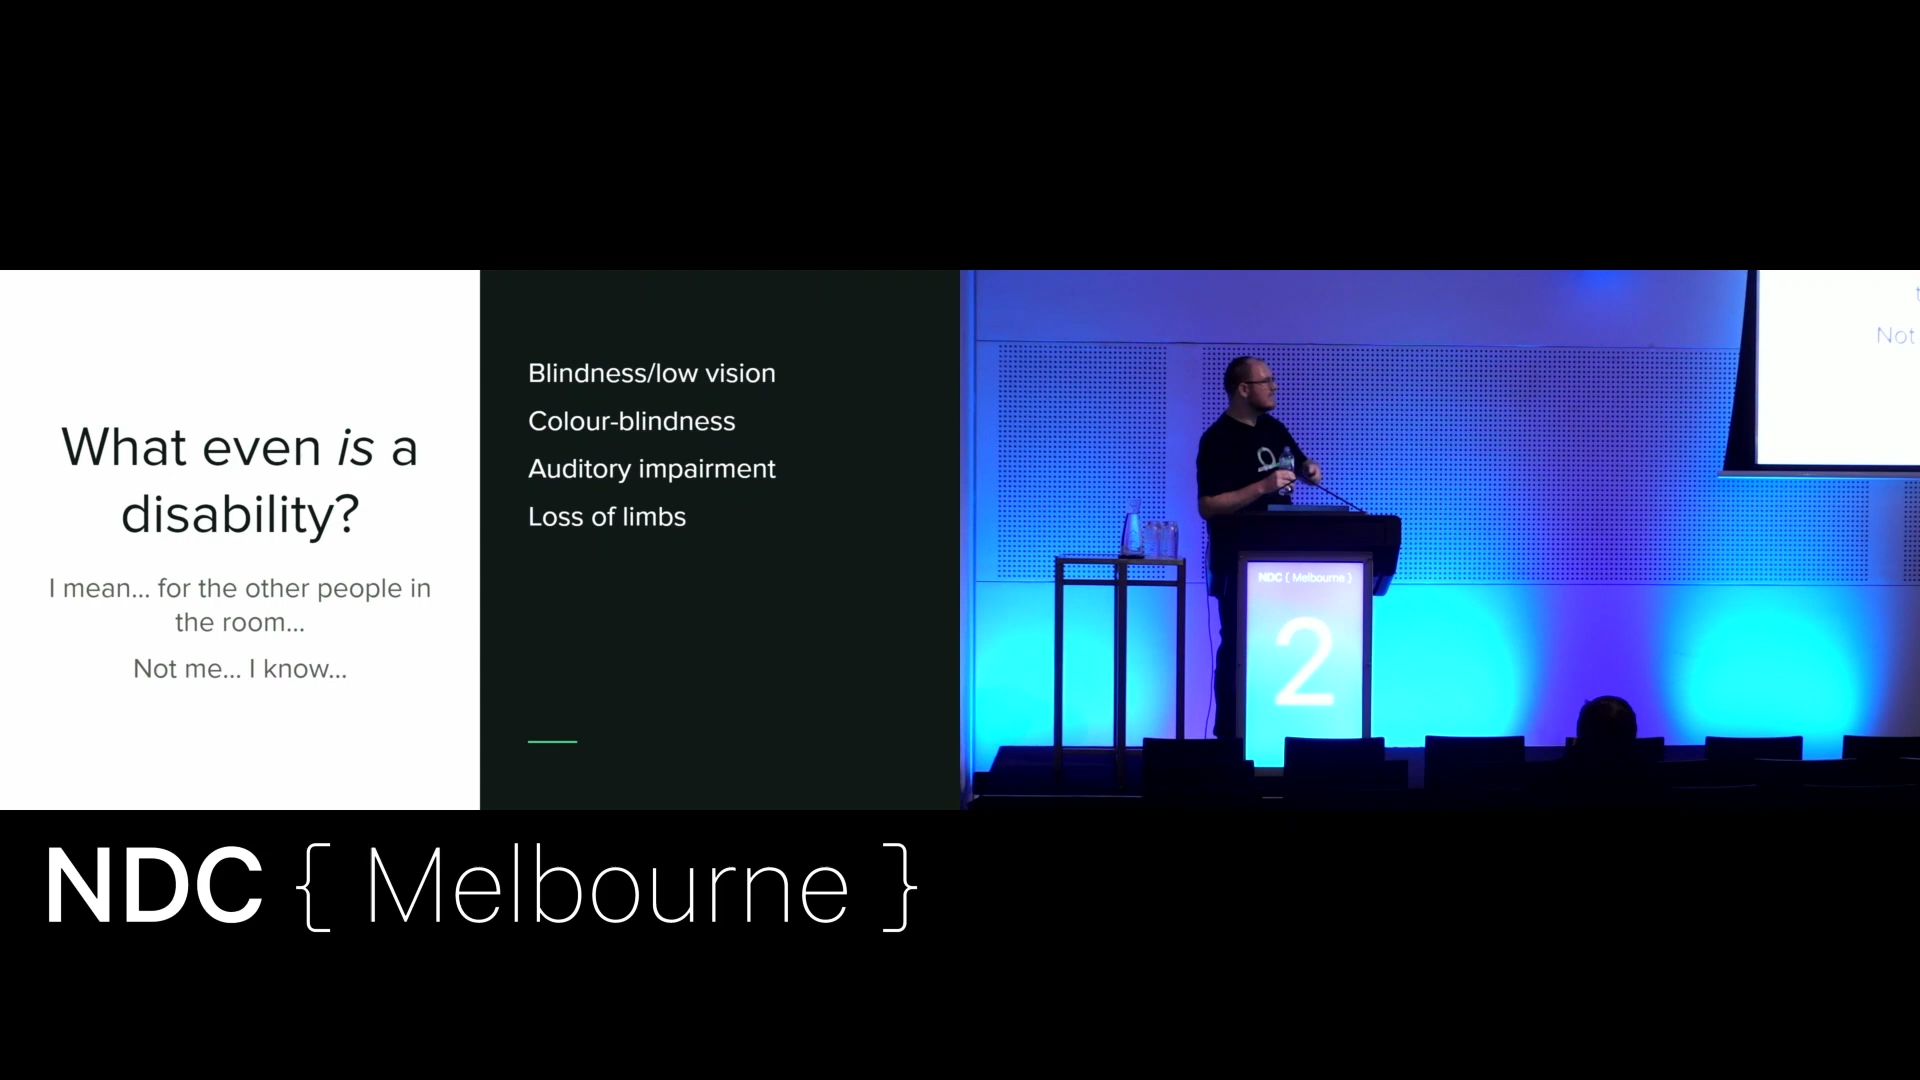 What even is a
disability?
I mean... for the other people in
the room...
Not me... I know...
Blindness/low vision
Colour-blindness
Auditory impairment
Loss of limbs
Not
NDC { Melbourne }
2
NDC { Melbourne }